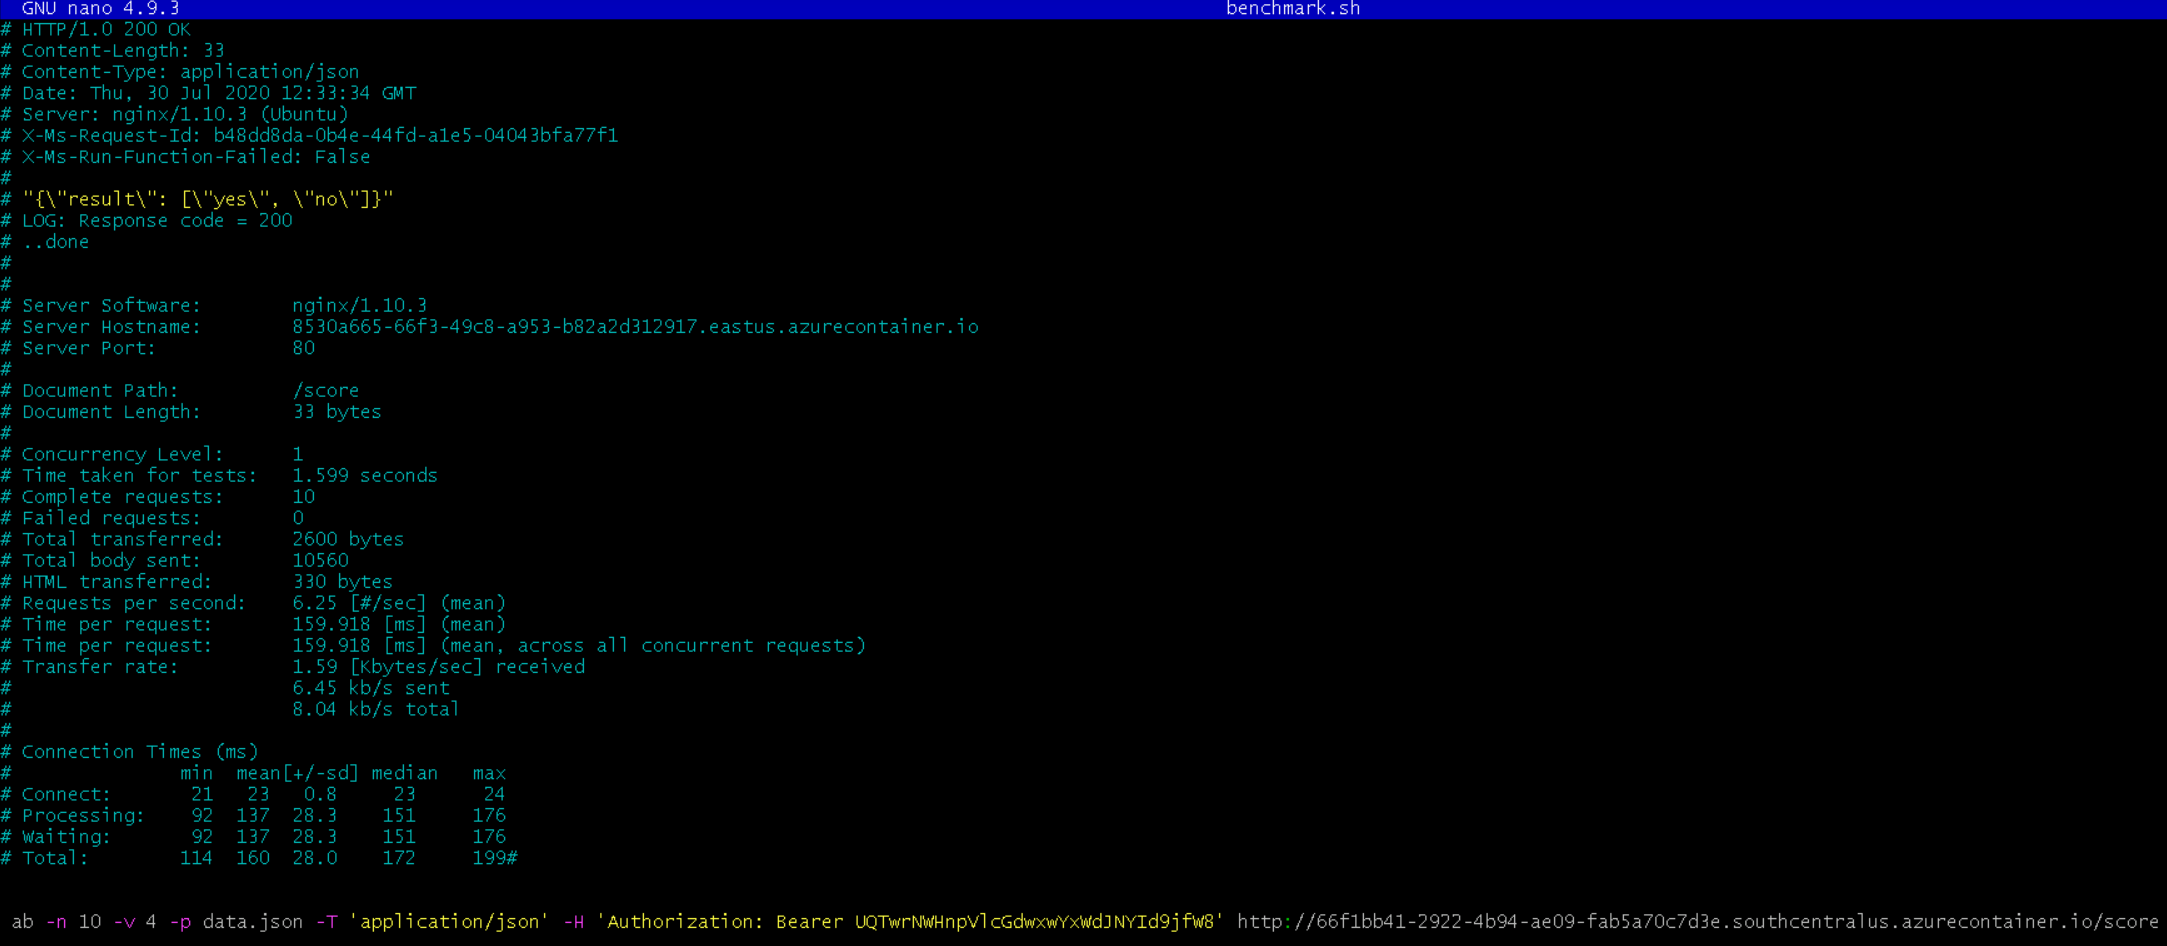 GNU nano 4.9.3 benchmark.sh
# HTTP/1.0 200 OK
# Content-Length: 33
# Content-Type: application/json
# Date: Thu, 30 Jul 2020 12:33:34 GMT
# Server: nginx/1.10.3 (Ubuntu)
# X-Ms-Request-Id: b48dd8da-0b4e-44fd-a1e5-04043bfa77f1
# X-Ms-Run-Function-Failed: False
#
# "{\"result\": [\"yes\", \"no\"]}"
# LOG: Response code = 200
# ..done
#
#
# Server Software:        nginx/1.10.3
# Server Hostname:        8530a665-66f3-49c8-a953-b82a2d312917.eastus.azurecontainer.io
# Server Port:            80
#
# Document Path:          /score
# Document Length:        33 bytes
#
# Concurrency Level:      1
# Time taken for tests:   1.599 seconds
# Complete requests:      10
# Failed requests:        0
# Total transferred:      2600 bytes
# Total body sent:        10560
# HTML transferred:       330 bytes
# Requests per second:    6.25 [#/sec] (mean)
# Time per request:       159.918 [ms] (mean)
# Time per request:       159.918 [ms] (mean, across all concurrent requests)
# Transfer rate:          1.59 [Kbytes/sec] received
#                         6.45 kb/s sent
#                         8.04 kb/s total
#
# Connection Times (ms)
#               min  mean[+/-sd] median   max
# Connect:       21   23   0.8     23      24
# Processing:    92  137  28.3    151     176
# Waiting:       92  137  28.3    151     176
# Total:        114  160  28.0    172     199#
ab -n 10 -v 4 -p data.json -T 'application/json' -H 'Authorization: Bearer UQTwrNWHnpVlcGdwxwYxWdJNYId9jfW8' http://66f1bb41-2922-4b94-ae09-fab5a70c7d3e.southcentralus.azurecontainer.io/score